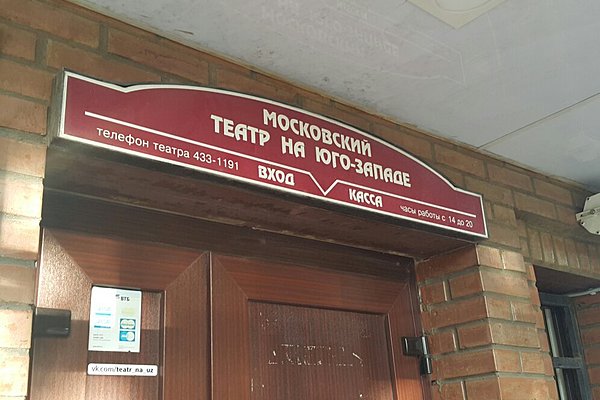 МОСКОВСКИЙ
ТЕАТР НА ЮГО-ЗАПАДЕ
телефон театра 433-1191
ВХОД
КАССА
часы работы с 14 до 20
ВТБ
vk.com/teatr_na_uz